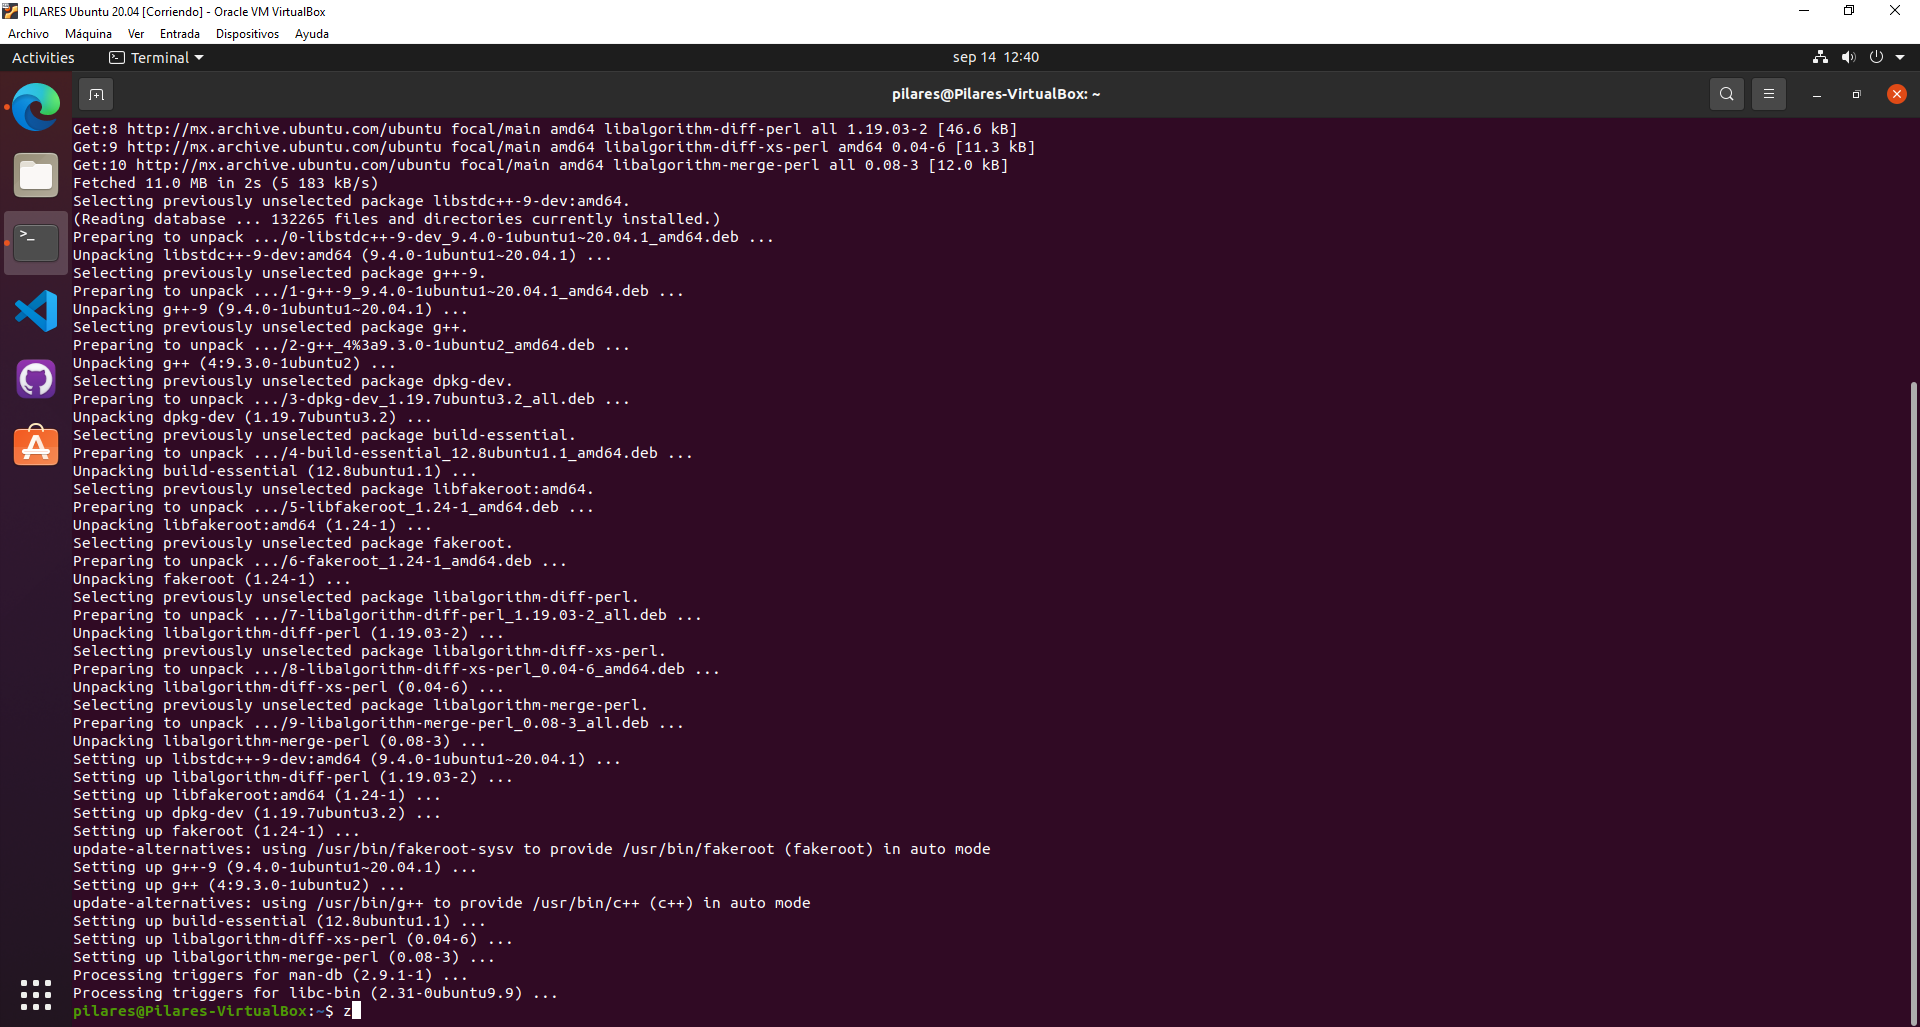 PILARES Ubuntu 20.04 [Corriendo] - Oracle VM VirtualBox
Archivo Máquina Ver Entrada Dispositivos Ayuda
Activities Terminal sep 14 12:40
pilares@Pilares-VirtualBox: ~
Get:8 http://mx.archive.ubuntu.com/ubuntu focal/main amd64 libalgorithm-diff-perl all 1.19.03-2 [46.6 kB]
Get:9 http://mx.archive.ubuntu.com/ubuntu focal/main amd64 libalgorithm-diff-xs-perl amd64 0.04-6 [11.3 kB]
Get:10 http://mx.archive.ubuntu.com/ubuntu focal/main amd64 libalgorithm-merge-perl all 0.08-3 [12.0 kB]
Fetched 11.0 MB in 2s (5 183 kB/s)
Selecting previously unselected package libstdc++-9-dev:amd64.
(Reading database ... 132265 files and directories currently installed.)
Preparing to unpack .../0-libstdc++-9-dev_9.4.0-1ubuntu1~20.04.1_amd64.deb ...
Unpacking libstdc++-9-dev:amd64 (9.4.0-1ubuntu1~20.04.1) ...
Selecting previously unselected package g++-9.
Preparing to unpack .../1-g++-9_9.4.0-1ubuntu1~20.04.1_amd64.deb ...
Unpacking g++-9 (9.4.0-1ubuntu1~20.04.1) ...
Selecting previously unselected package g++.
Preparing to unpack .../2-g++_4%3a9.3.0-1ubuntu2_amd64.deb ...
Unpacking g++ (4:9.3.0-1ubuntu2) ...
Selecting previously unselected package dpkg-dev.
Preparing to unpack .../3-dpkg-dev_1.19.7ubuntu3.2_all.deb ...
Unpacking dpkg-dev (1.19.7ubuntu3.2) ...
Selecting previously unselected package build-essential.
Preparing to unpack .../4-build-essential_12.8ubuntu1.1_amd64.deb ...
Unpacking build-essential (12.8ubuntu1.1) ...
Selecting previously unselected package libfakeroot:amd64.
Preparing to unpack .../5-libfakeroot_1.24-1_amd64.deb ...
Unpacking libfakeroot:amd64 (1.24-1) ...
Selecting previously unselected package fakeroot.
Preparing to unpack .../6-fakeroot_1.24-1_amd64.deb ...
Unpacking fakeroot (1.24-1) ...
Selecting previously unselected package libalgorithm-diff-perl.
Preparing to unpack .../7-libalgorithm-diff-perl_1.19.03-2_all.deb ...
Unpacking libalgorithm-diff-perl (1.19.03-2) ...
Selecting previously unselected package libalgorithm-diff-xs-perl.
Preparing to unpack .../8-libalgorithm-diff-xs-perl_0.04-6_amd64.deb ...
Unpacking libalgorithm-diff-xs-perl (0.04-6) ...
Selecting previously unselected package libalgorithm-merge-perl.
Preparing to unpack .../9-libalgorithm-merge-perl_0.08-3_all.deb ...
Unpacking libalgorithm-merge-perl (0.08-3) ...
Setting up libstdc++-9-dev:amd64 (9.4.0-1ubuntu1~20.04.1) ...
Setting up libalgorithm-diff-perl (1.19.03-2) ...
Setting up libfakeroot:amd64 (1.24-1) ...
Setting up dpkg-dev (1.19.7ubuntu3.2) ...
Setting up fakeroot (1.24-1) ...
update-alternatives: using /usr/bin/fakeroot-sysv to provide /usr/bin/fakeroot (fakeroot) in auto mode
Setting up g++-9 (9.4.0-1ubuntu1~20.04.1) ...
Setting up g++ (4:9.3.0-1ubuntu2) ...
update-alternatives: using /usr/bin/g++ to provide /usr/bin/c++ (c++) in auto mode
Setting up build-essential (12.8ubuntu1.1) ...
Setting up libalgorithm-diff-xs-perl (0.04-6) ...
Setting up libalgorithm-merge-perl (0.08-3) ...
Processing triggers for man-db (2.9.1-1) ...
Processing triggers for libc-bin (2.31-0ubuntu9.9) ...
pilares@Pilares-VirtualBox:~$ z